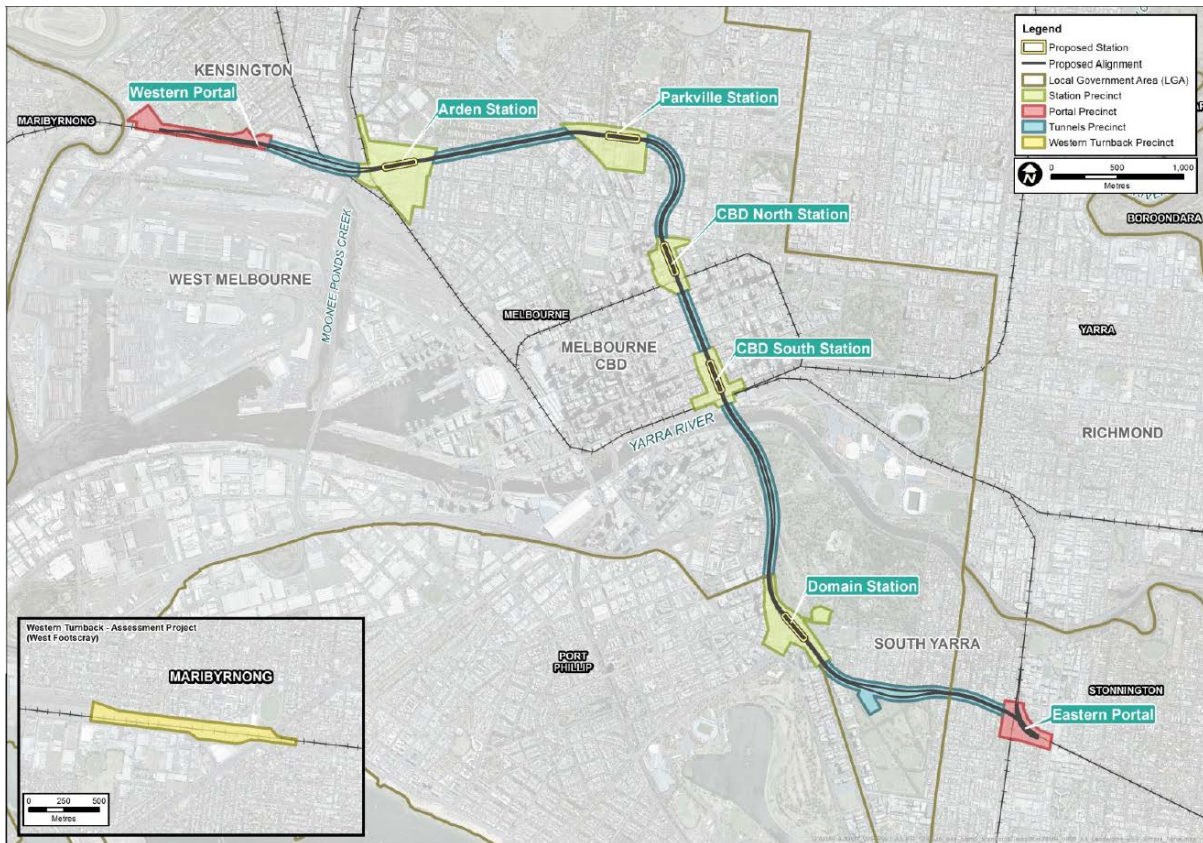 Legend
Proposed Station
Proposed Alignment
Local Government Area (LGA)
Station Precinct
Portal Precinct
Tunnels Precinct
Western Turnback Precinct
N
0 500 1,000
Metres
KENSINGTON
Western Portal
MARIBYRNONG
Arden Station
Parkville Station
CBD North Station
BOROONDARA
WEST MELBOURNE
MOONEE PONDS CREEK
MELBOURNE
MELBOURNE
CBD
CBD South Station
YARRA
YARRA RIVER
RICHMOND
Domain Station
SOUTH YARRA
PORT
PHILLIP
STONNINGTON
Eastern Portal
Western Turnback - Assessment Project
(West Footscray)
MARIBYRNONG
0 250 500
Metres